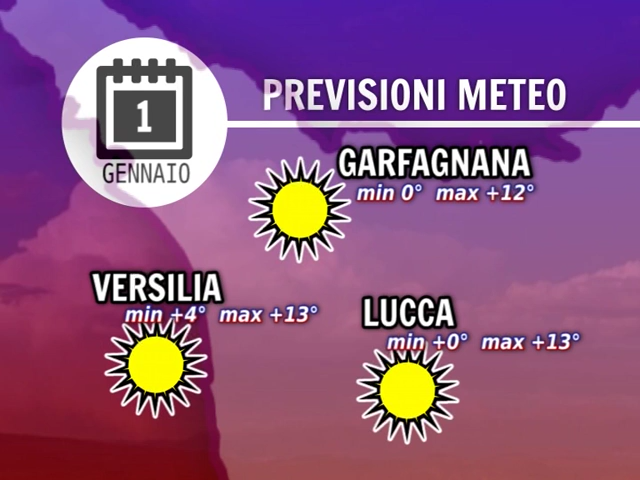 1
GENNAIO
PREVISIONI METEO
GARFAGNANA
min 0° max +12°
VERSILIA
min +4° max +13°
LUCCA
min +0° max +13°